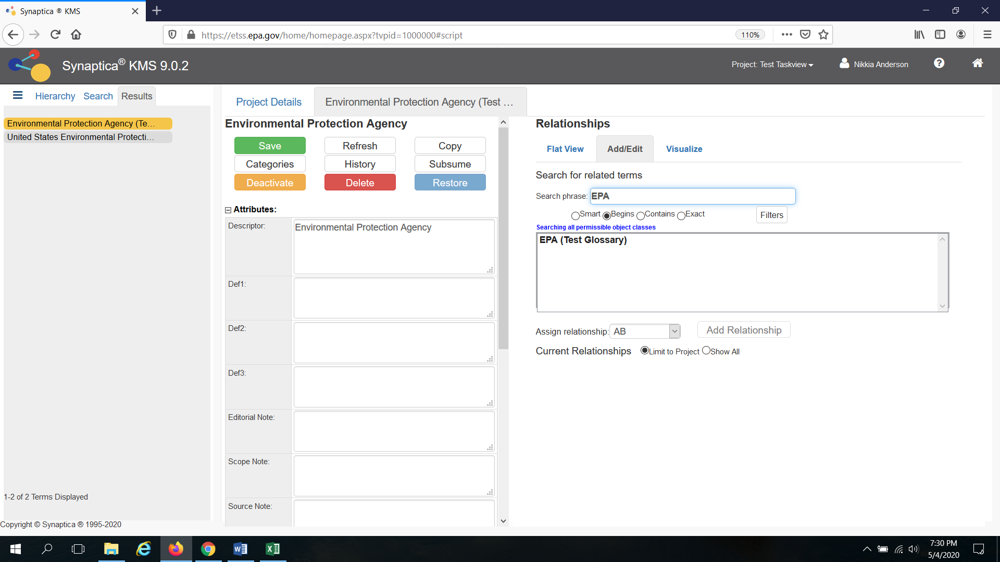 Synaptica ® KMS
https://etss.epa.gov/home/homepage.aspx?tvpid=1000000#script
110%
Synaptica® KMS 9.0.2
Project: Test Taskview
Nikkia Anderson
Hierarchy
Search
Results
Environmental Protection Agency (Te...
United States Environmental Protecti...
1-2 of 2 Terms Displayed
Copyright © Synaptica ® 1995-2020
Project Details
Environmental Protection Agency (Test ...
Environmental Protection Agency
Save
Refresh
Copy
Categories
History
Subsume
Deactivate
Delete
Restore
Attributes:
Descriptor:
Environmental Protection Agency
Def1:
Def2:
Def3:
Editorial Note:
Scope Note:
Source Note:
Relationships
Flat View
Add/Edit
Visualize
Search for related terms
Search phrase:
EPA
Smart
Begins
Contains
Exact
Filters
Searching all permissible object classes
EPA (Test Glossary)
Assign relationship:
AB
Add Relationship
Current Relationships
Limit to Project
Show All
7:30 PM
5/4/2020